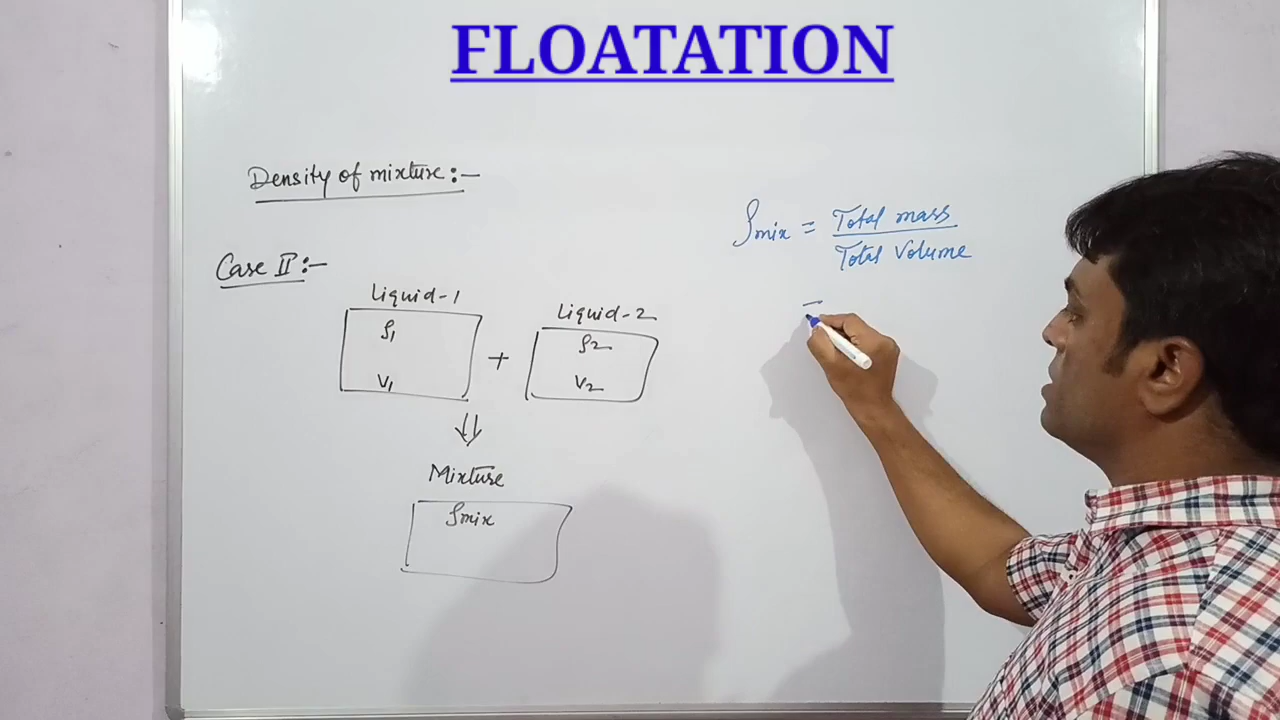 FLOATATION
Density of mixture:-
Case II:-
Liquid-1
ρ1
V1
+
Liquid-2
ρ2
V2
⇓
Mixture
ρmix
ρmix = Total mass
Total Volume
=